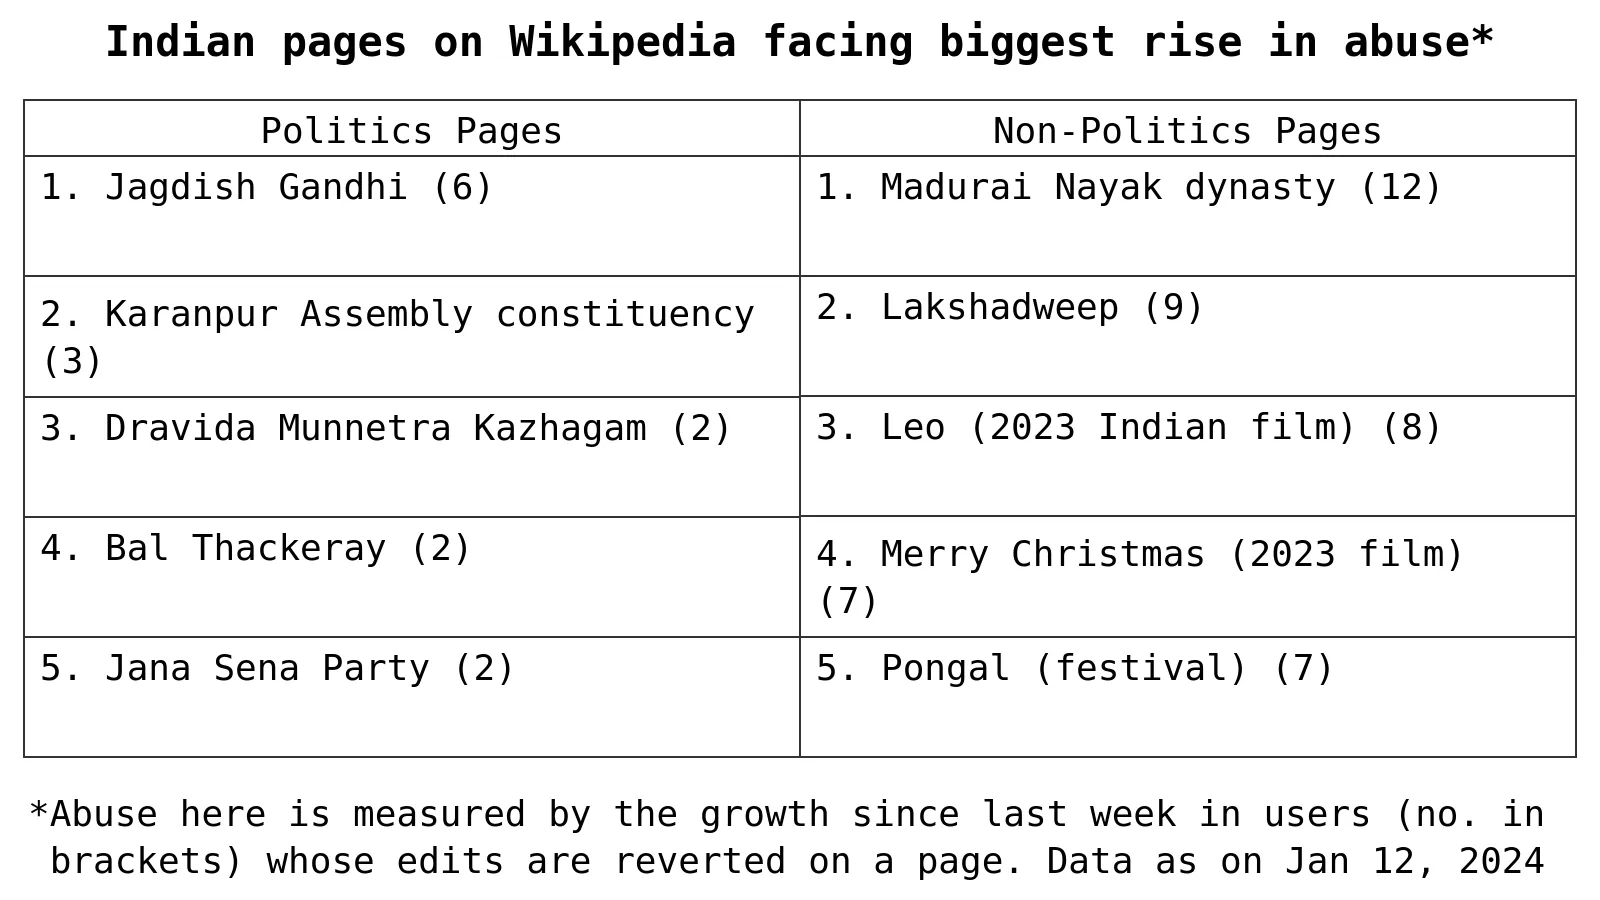 Indian pages on Wikipedia facing biggest rise in abuse*
Politics Pages
Non-Politics Pages
1. Jagdish Gandhi (6)
1. Madurai Nayak dynasty (12)
2. Karanpur Assembly constituency
(3)
2. Lakshadweep (9)
3. Dravida Munnetra Kazhagam (2)
3. Leo (2023 Indian film) (8)
4. Bal Thackeray (2)
4. Merry Christmas (2023 film)
(7)
5. Jana Sena Party (2)
5. Pongal (festival) (7)
*Abuse here is measured by the growth since last week in users (no. in
brackets) whose edits are reverted on a page. Data as on Jan 12, 2024